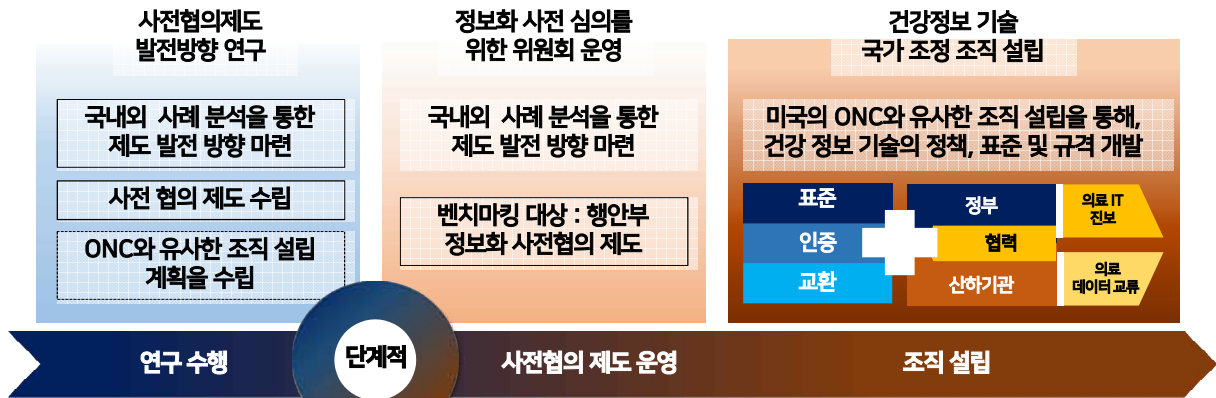 사전협의제도
발전방향 연구
국내외 사례 분석을 통한
제도 발전 방향 마련
사전 협의 제도 수립
ONC와 유사한 조직 설립
계획을 수립
정보화 사전 심의를
위한 위원회 운영
국내외 사례 분석을 통한
제도 발전 방향 마련
벤치마킹 대상 : 행안부
정보화 사전협의 제도
건강정보 기술
국가 조정 조직 설립
미국의 ONC와 유사한 조직 설립을 통해,
건강 정보 기술의 정책, 표준 및 규격 개발
표준
인증
교환
정부
협력
산하기관
의료 IT
진보
의료
데이터 교류
연구 수행
단계적
사전협의 제도 운영
조직 설립